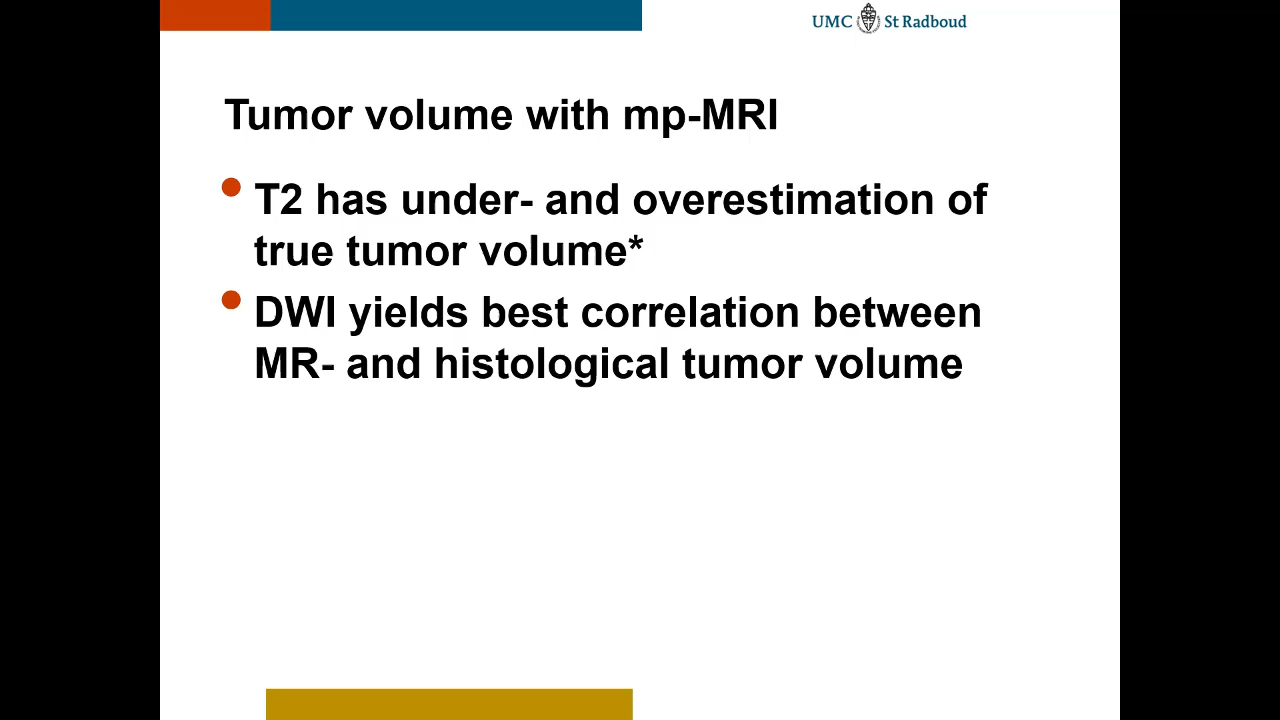 UMC St Radboud
Tumor volume with mp-MRI
T2 has under- and overestimation of
true tumor volume*
DWI yields best correlation between
MR- and histological tumor volume